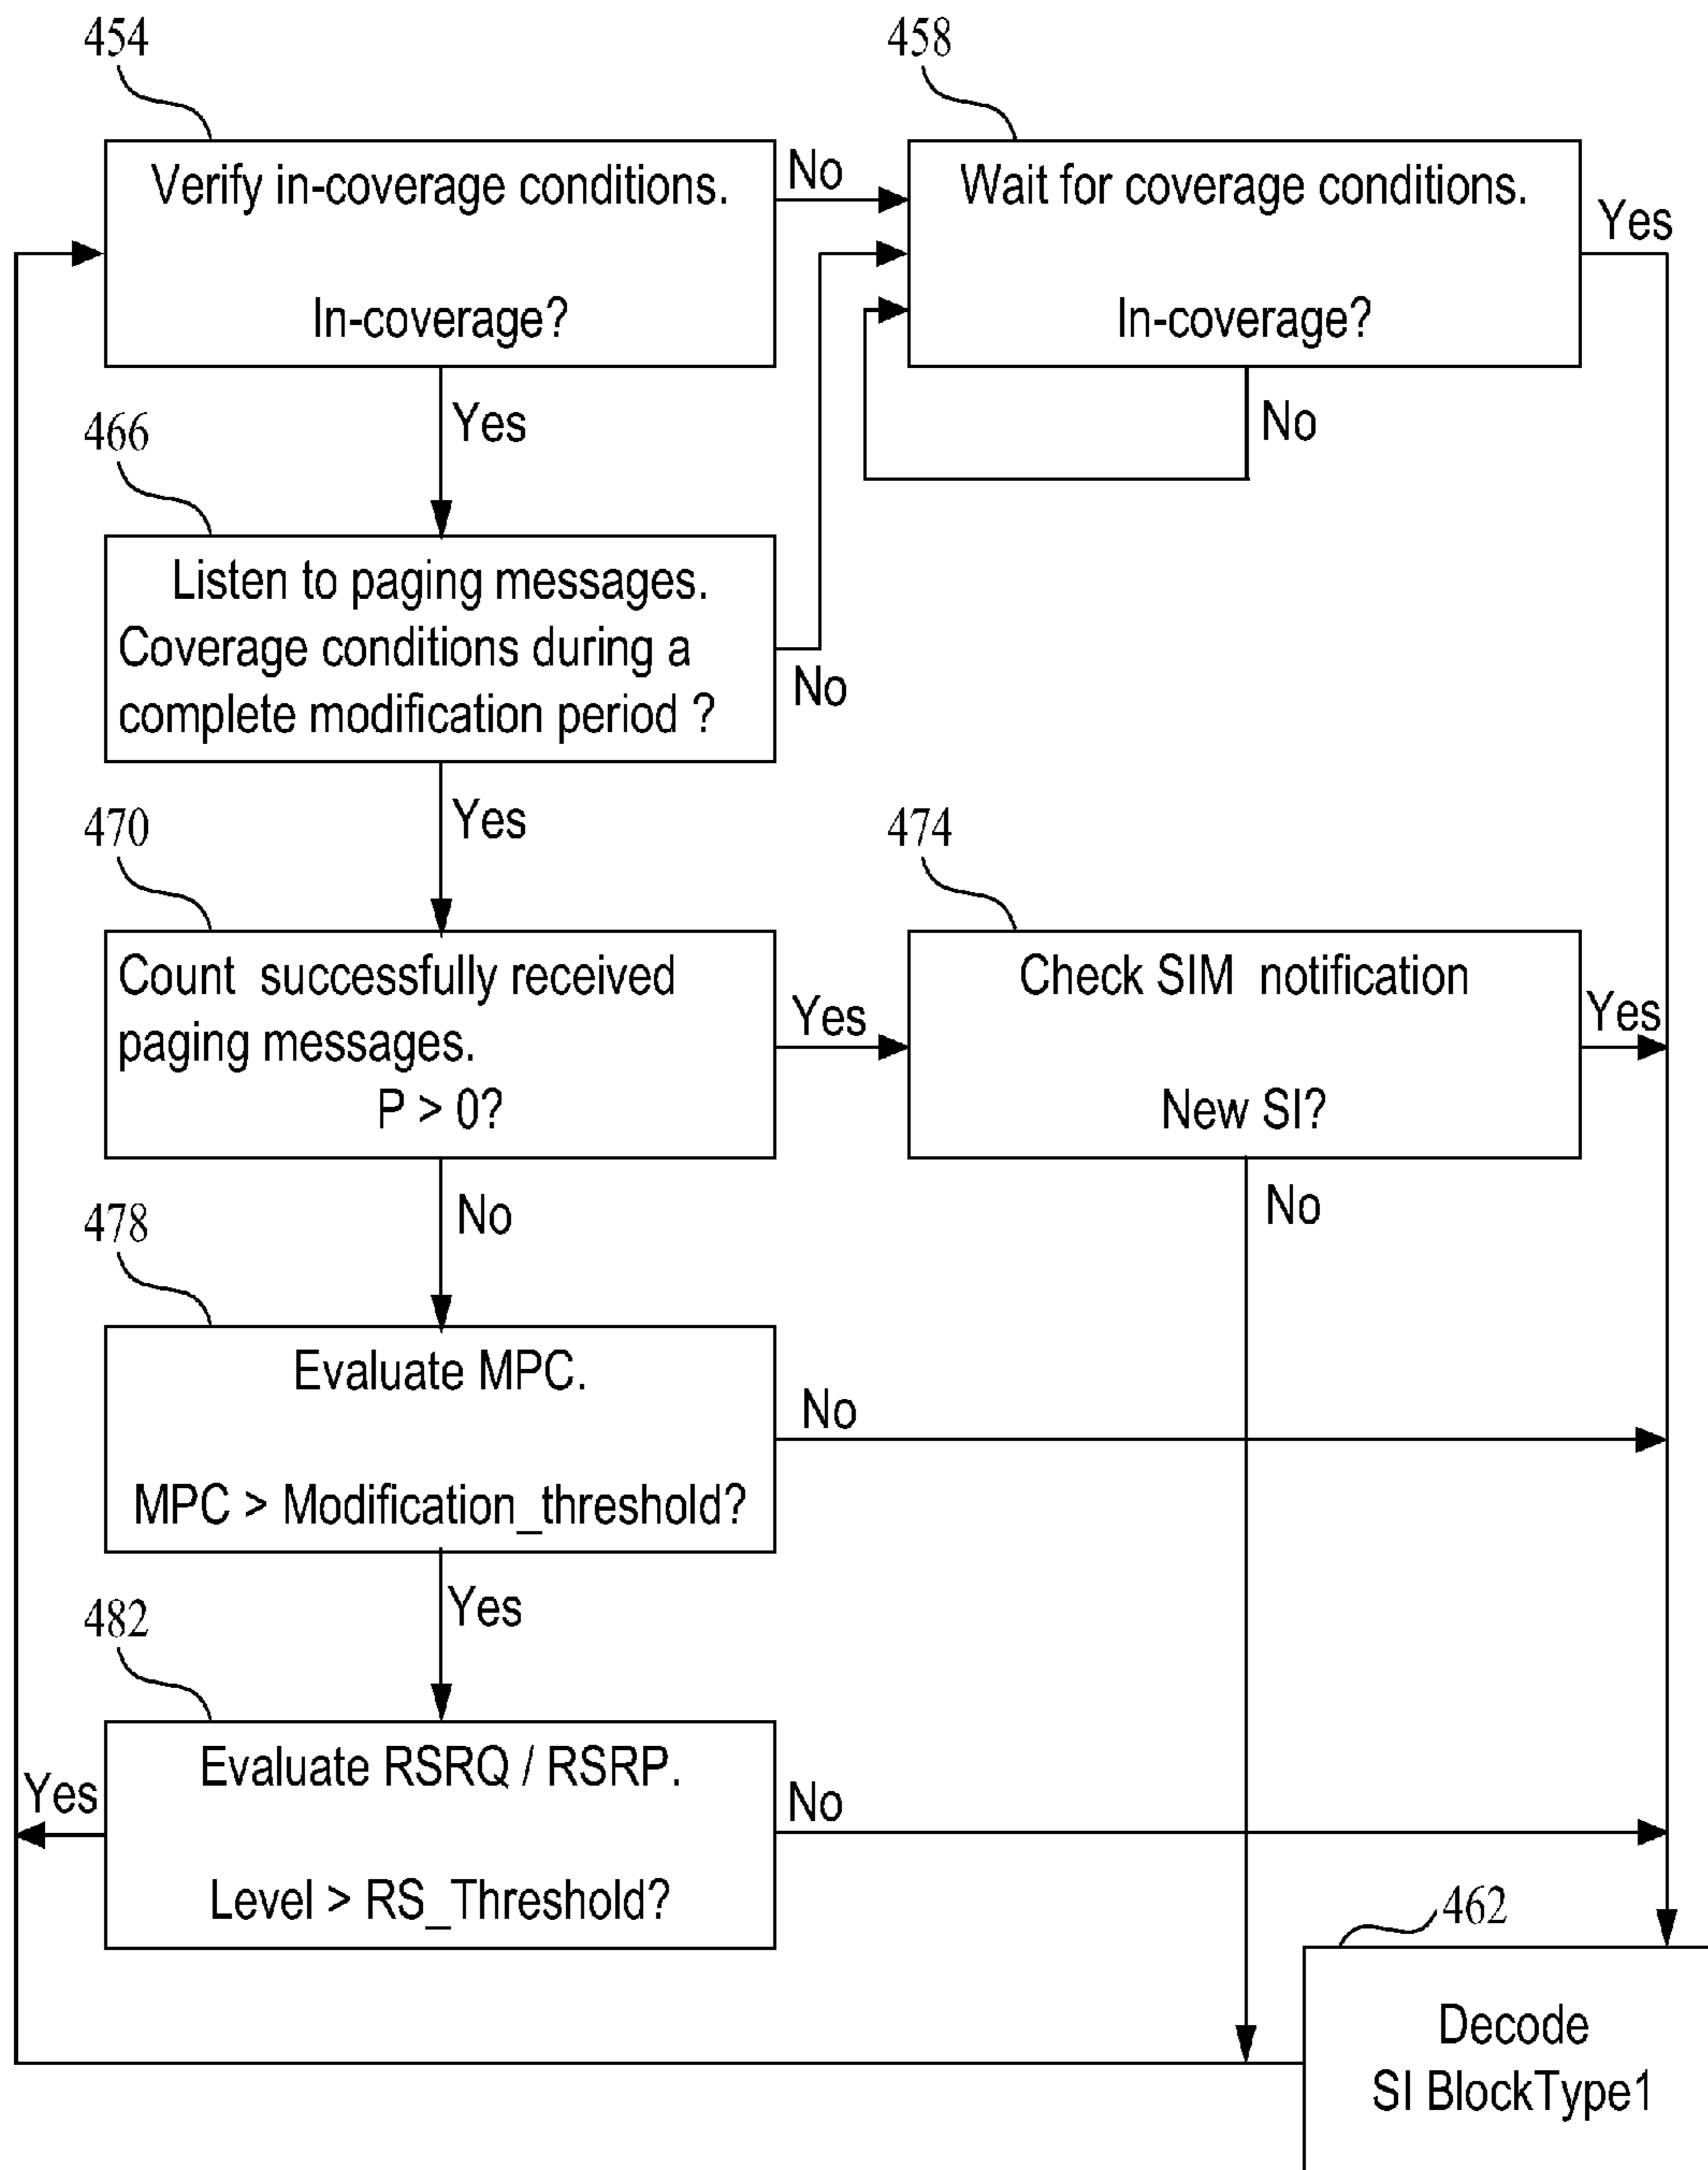 454
458
Verify in-coverage conditions.
In-coverage?
No
Wait for coverage conditions.
In-coverage?
Yes
Yes
No
466
Listen to paging messages.
Coverage conditions during a
complete modification period ?
No
Yes
470
474
Count successfully received
paging messages.
P > 0?
Yes
Check SIM notification
New SI?
Yes
No
No
478
Evaluate MPC.
MPC > Modification_threshold?
No
Yes
482
Evaluate RSRQ / RSRP.
Level > RS_Threshold?
Yes
No
462
Decode
SI BlockType1